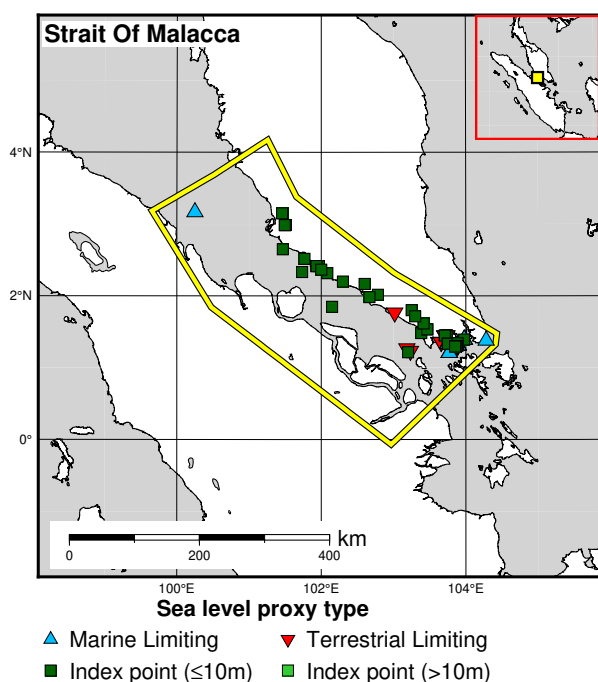 Strait Of Malacca
4°N
2°N
0°
km
0 200 400
100°E 102°E 104°E
Sea level proxy type
Marine Limiting Terrestrial Limiting
Index point (≤10m) Index point (>10m)